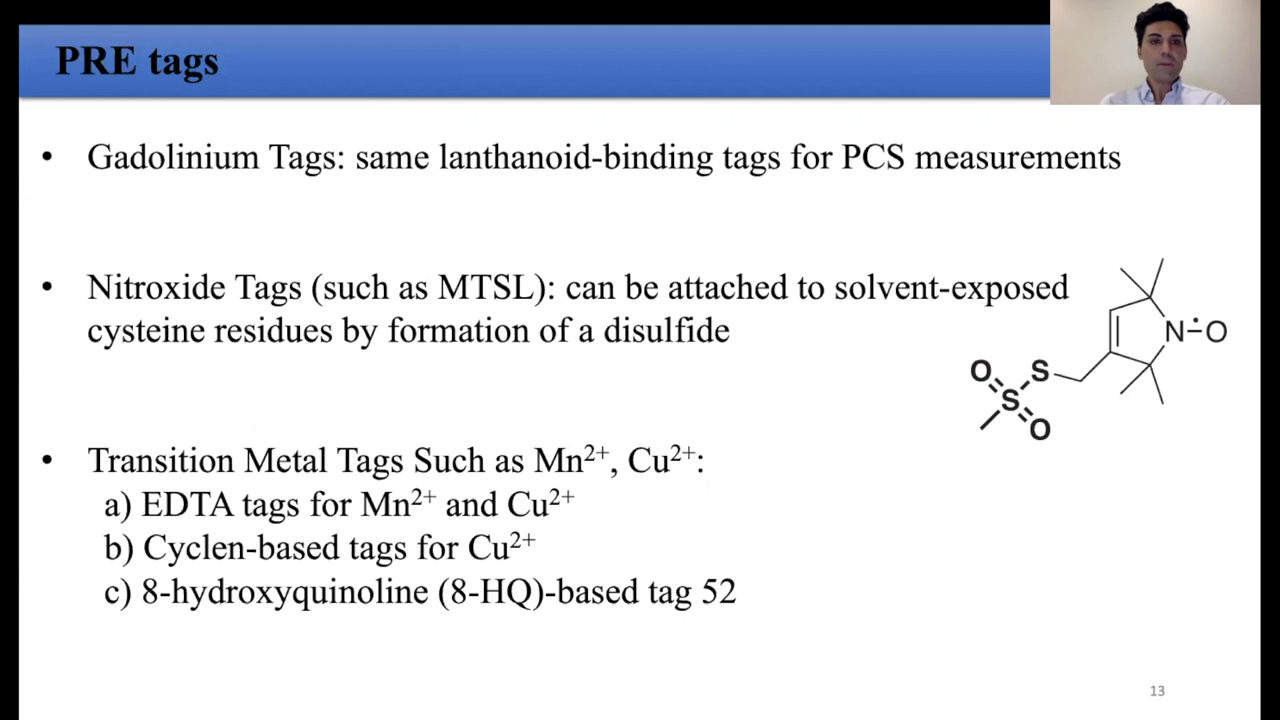 PRE tags
• Gadolinium Tags: same lanthanoid-binding tags for PCS measurements
• Nitroxide Tags (such as MTSL): can be attached to solvent-exposed
cysteine residues by formation of a disulfide
N-O
O
S
S
O
• Transition Metal Tags Such as Mn²⁺, Cu²⁺:
a) EDTA tags for Mn²⁺ and Cu²⁺
b) Cyclen-based tags for Cu²⁺
c) 8-hydroxyquinoline (8-HQ)-based tag 52
13